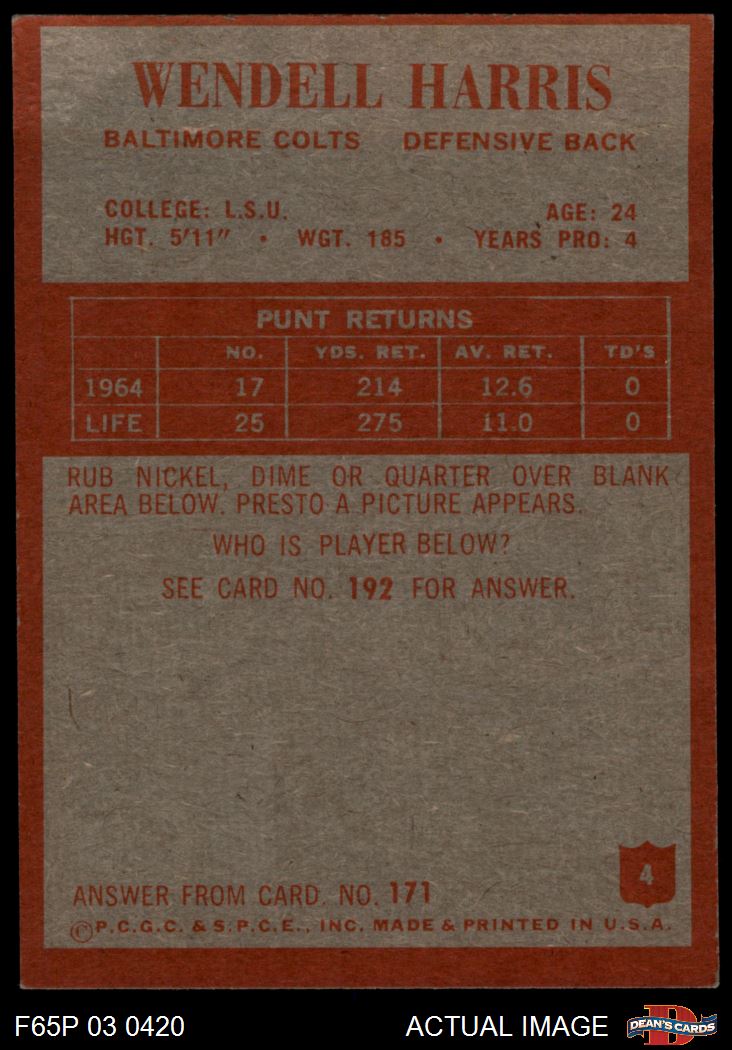 WENDELL HARRIS
BALTIMORE COLTS DEFENSIVE BACK
COLLEGE: L.S.U. AGE: 24
HGT. 5'11" • WGT. 185 • YEARS PRO: 4
PUNT RETURNS
NO. YDS. RET. AV. RET. TD'S
1964 17 214 12.6 0
LIFE 25 275 11.0 0
RUB NICKEL, DIME OR QUARTER OVER BLANK
AREA BELOW. PRESTO A PICTURE APPEARS.
WHO IS PLAYER BELOW?
SEE CARD NO. 192 FOR ANSWER.
4
ANSWER FROM CARD. NO. 171
©P.C.G.C. & S.P.C.E., INC. MADE & PRINTED IN U.S.A.
F65P 03 0420 ACTUAL IMAGE D DEAN'S CARDS